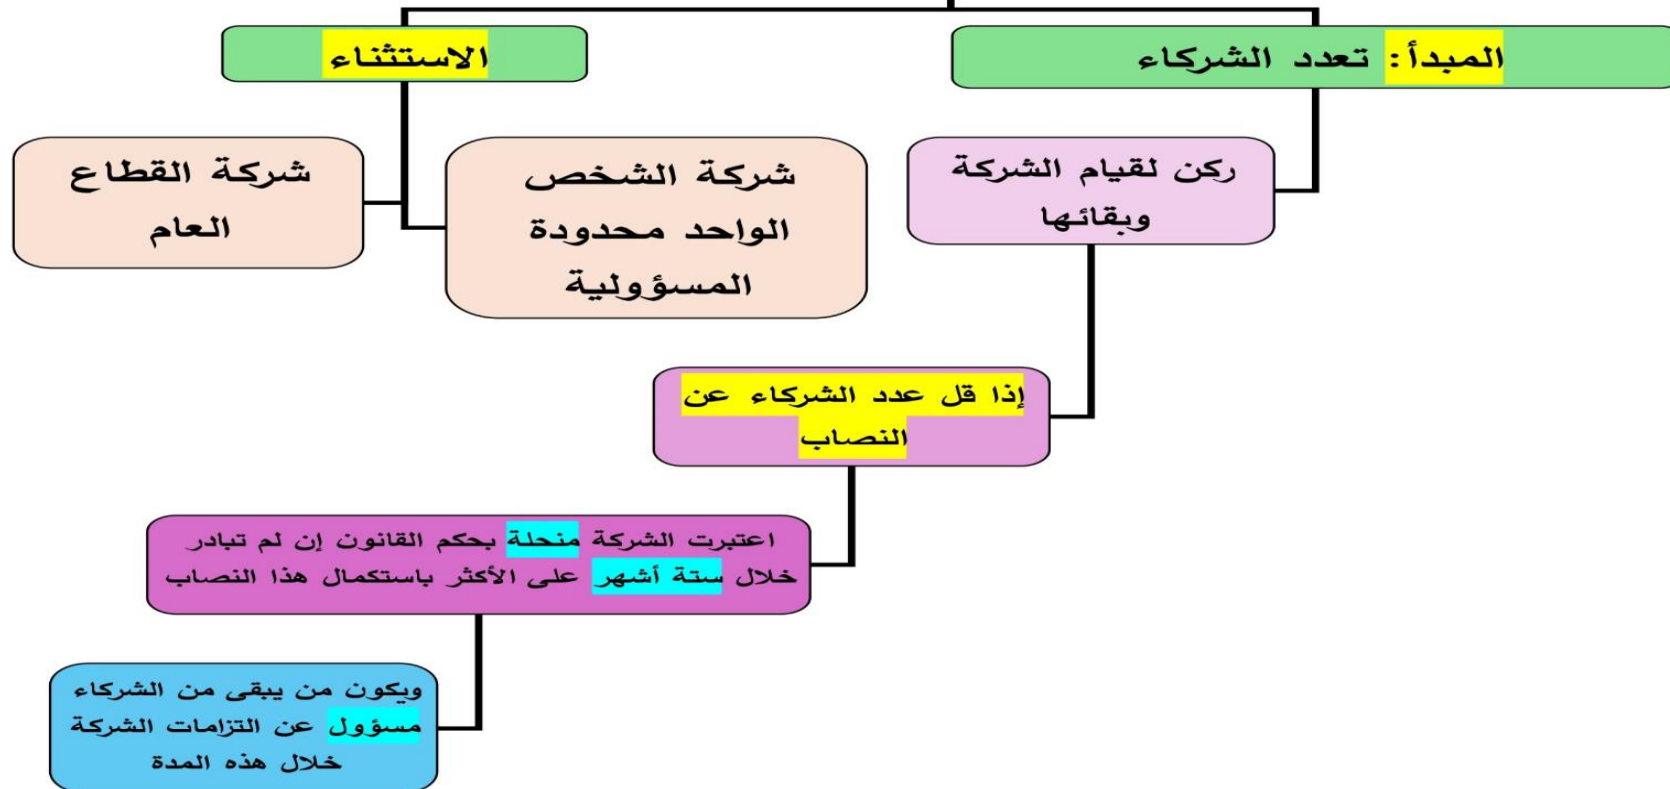 المبدأ: تعدد الشركاء
ركن لقيام الشركة
وبقائها
إذا قل عدد الشركاء عن
النصاب
اعتبرت الشركة منحلة بحكم القانون إن لم تبادر
خلال ستة أشهر على الأكثر باستكمال هذا النصاب
ويكون من يبقى من الشركاء
مسؤول عن التزامات الشركة
خلال هذه المدة
الاستثناء
شركة الشخص
الواحد محدودة
المسؤولية
شركة القطاع
العام